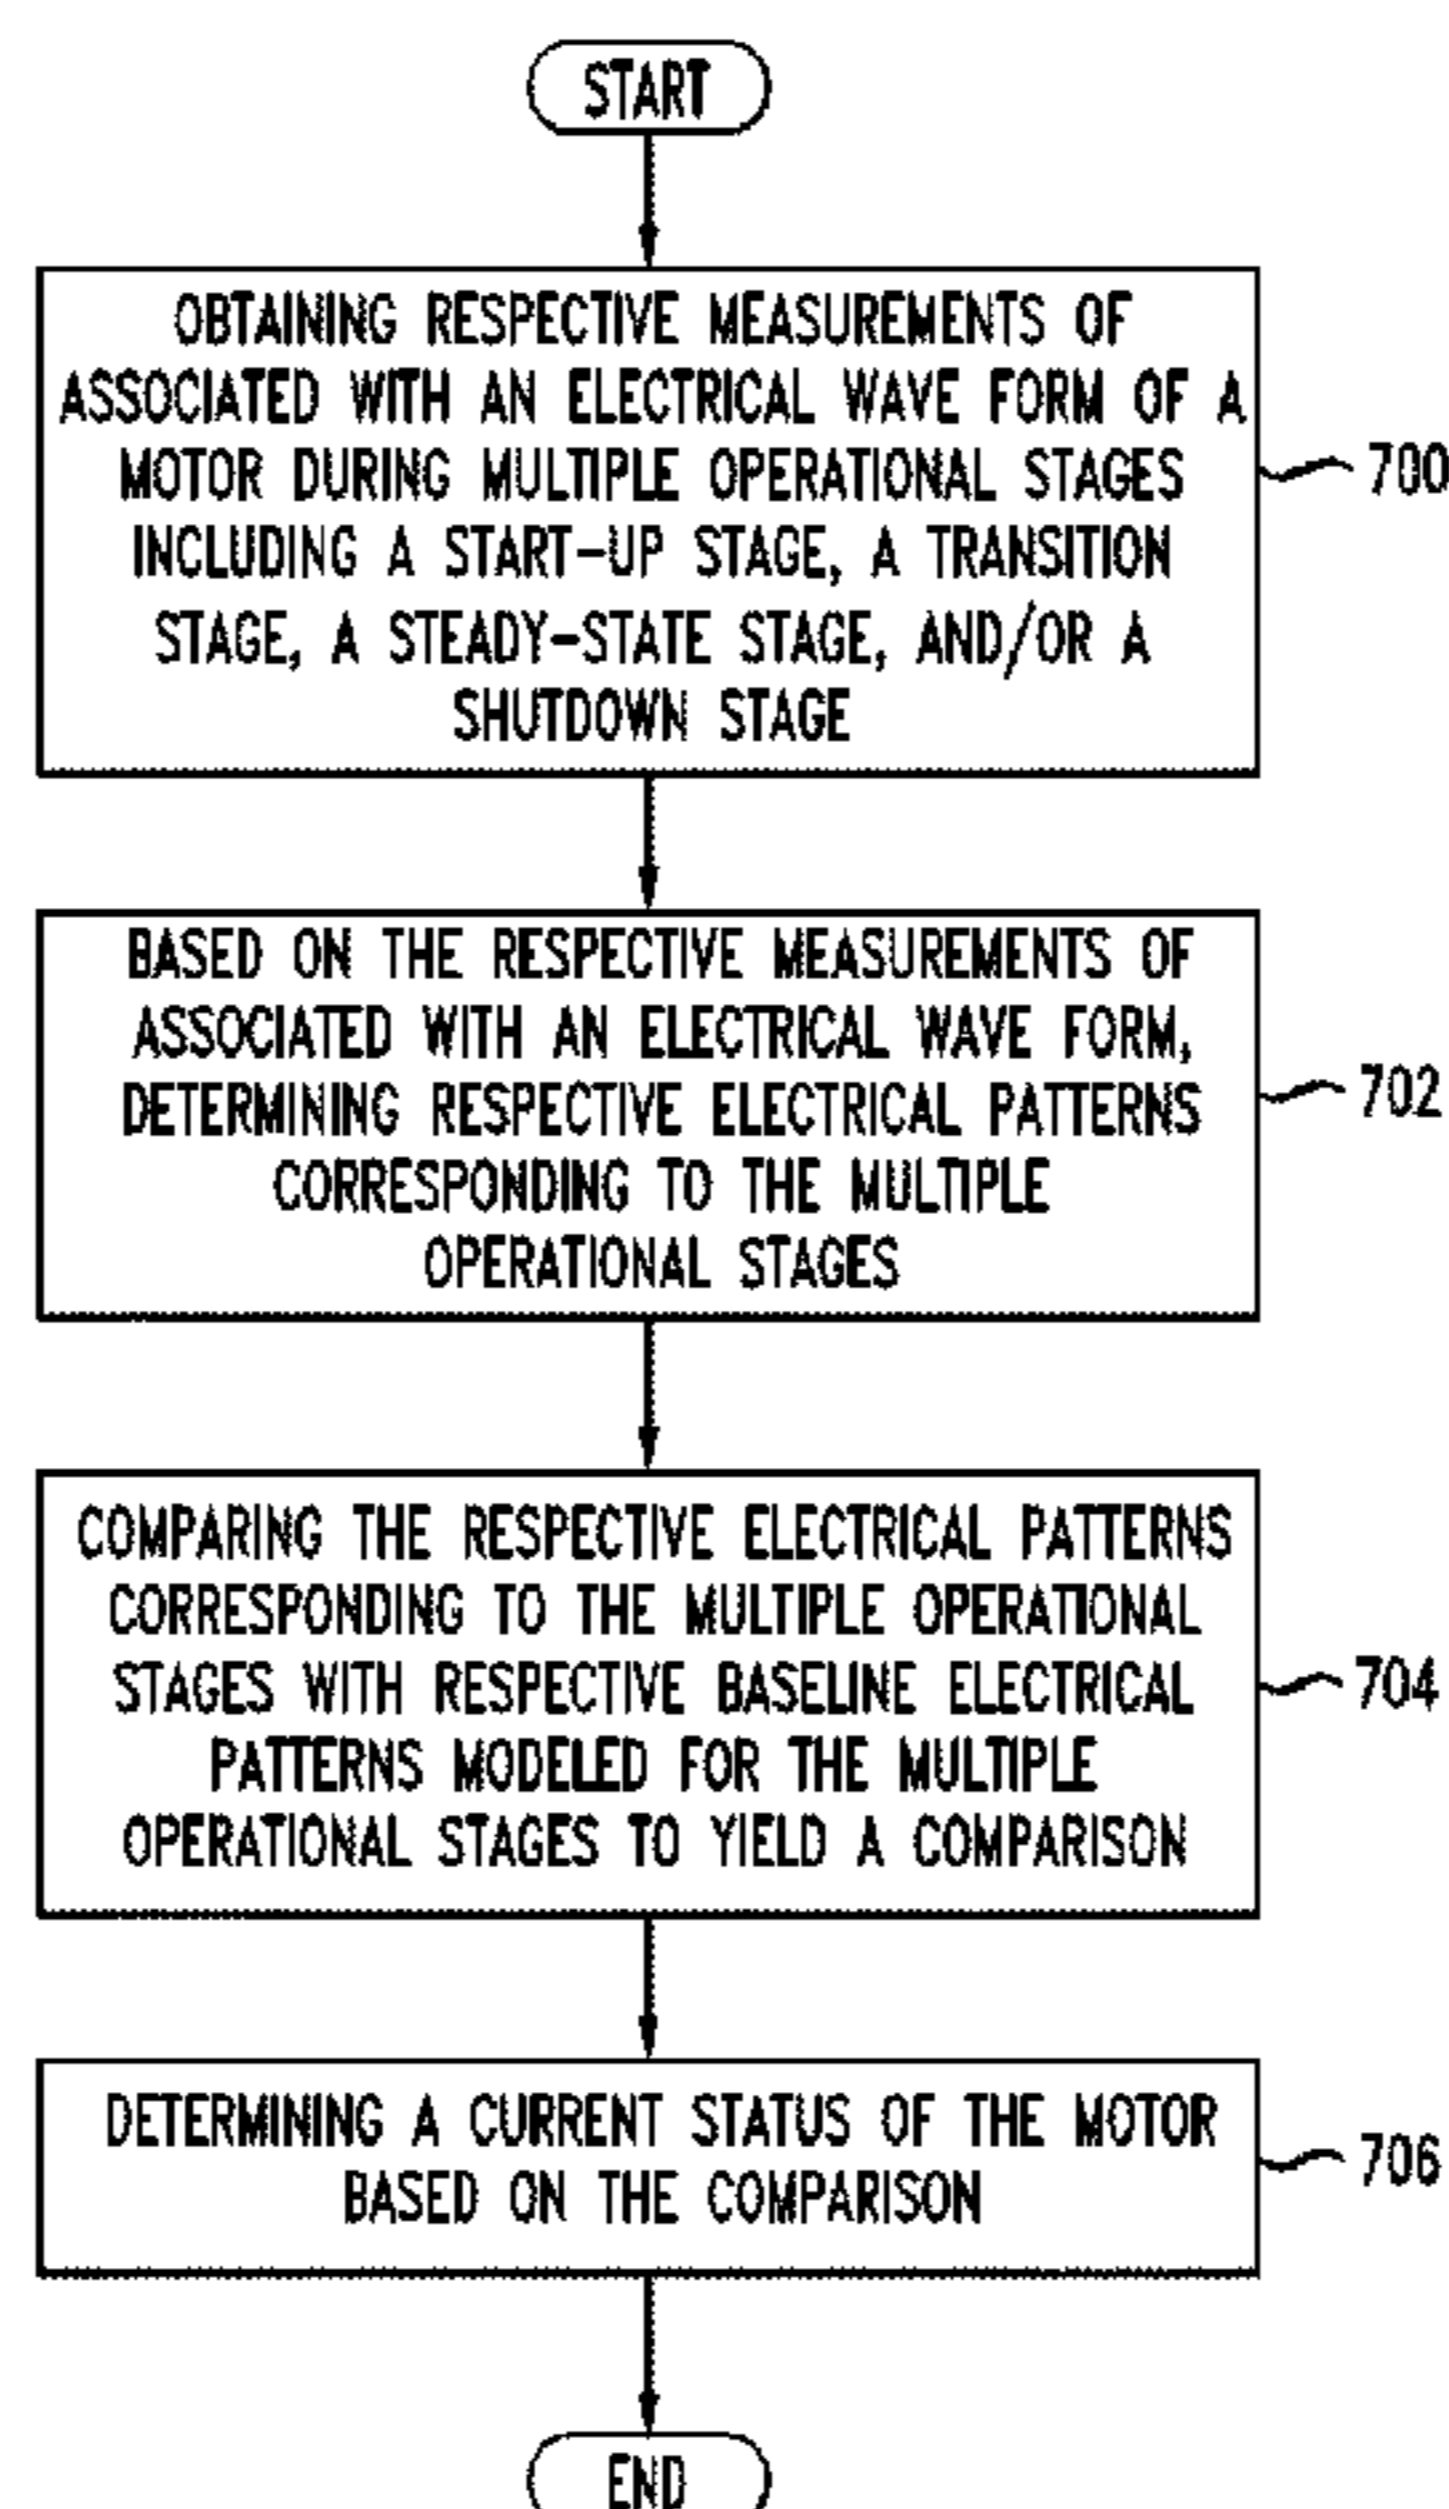 START
OBTAINING RESPECTIVE MEASUREMENTS OF
ASSOCIATED WITH AN ELECTRICAL WAVE FORM OF A
MOTOR DURING MULTIPLE OPERATIONAL STAGES
INCLUDING A START-UP STAGE, A TRANSITION
STAGE, A STEADY-STATE STAGE, AND/OR A
SHUTDOWN STAGE
700
BASED ON THE RESPECTIVE MEASUREMENTS OF
ASSOCIATED WITH AN ELECTRICAL WAVE FORM,
DETERMINING RESPECTIVE ELECTRICAL PATTERNS
CORRESPONDING TO THE MULTIPLE
OPERATIONAL STAGES
702
COMPARING THE RESPECTIVE ELECTRICAL PATTERNS
CORRESPONDING TO THE MULTIPLE OPERATIONAL
STAGES WITH RESPECTIVE BASELINE ELECTRICAL
PATTERNS MODELED FOR THE MULTIPLE
OPERATIONAL STAGES TO YIELD A COMPARISON
704
DETERMINING A CURRENT STATUS OF THE MOTOR
BASED ON THE COMPARISON
706
END